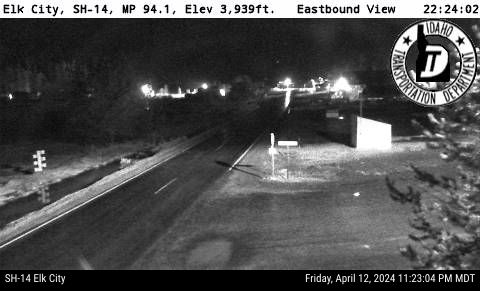 Elk City, SH-14, MP 94.1, Elev 3,939ft. Eastbound View 22:24:02
IDAHO
TRANSPORTATION DEPARTMENT
SH-14 Elk City Friday, April 12, 2024 11:23:04 PM MDT